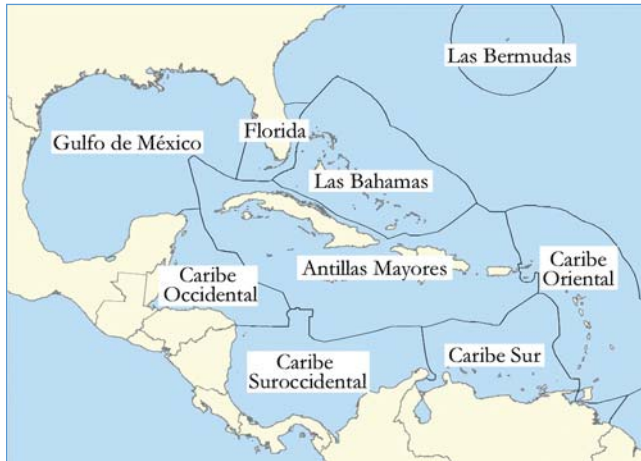 Las Bermudas
Florida
Gulfo de México
Las Bahamas
Caribe
Oriental
Antillas Mayores
Caribe
Occidental
Caribe Sur
Caribe
Suroccidental